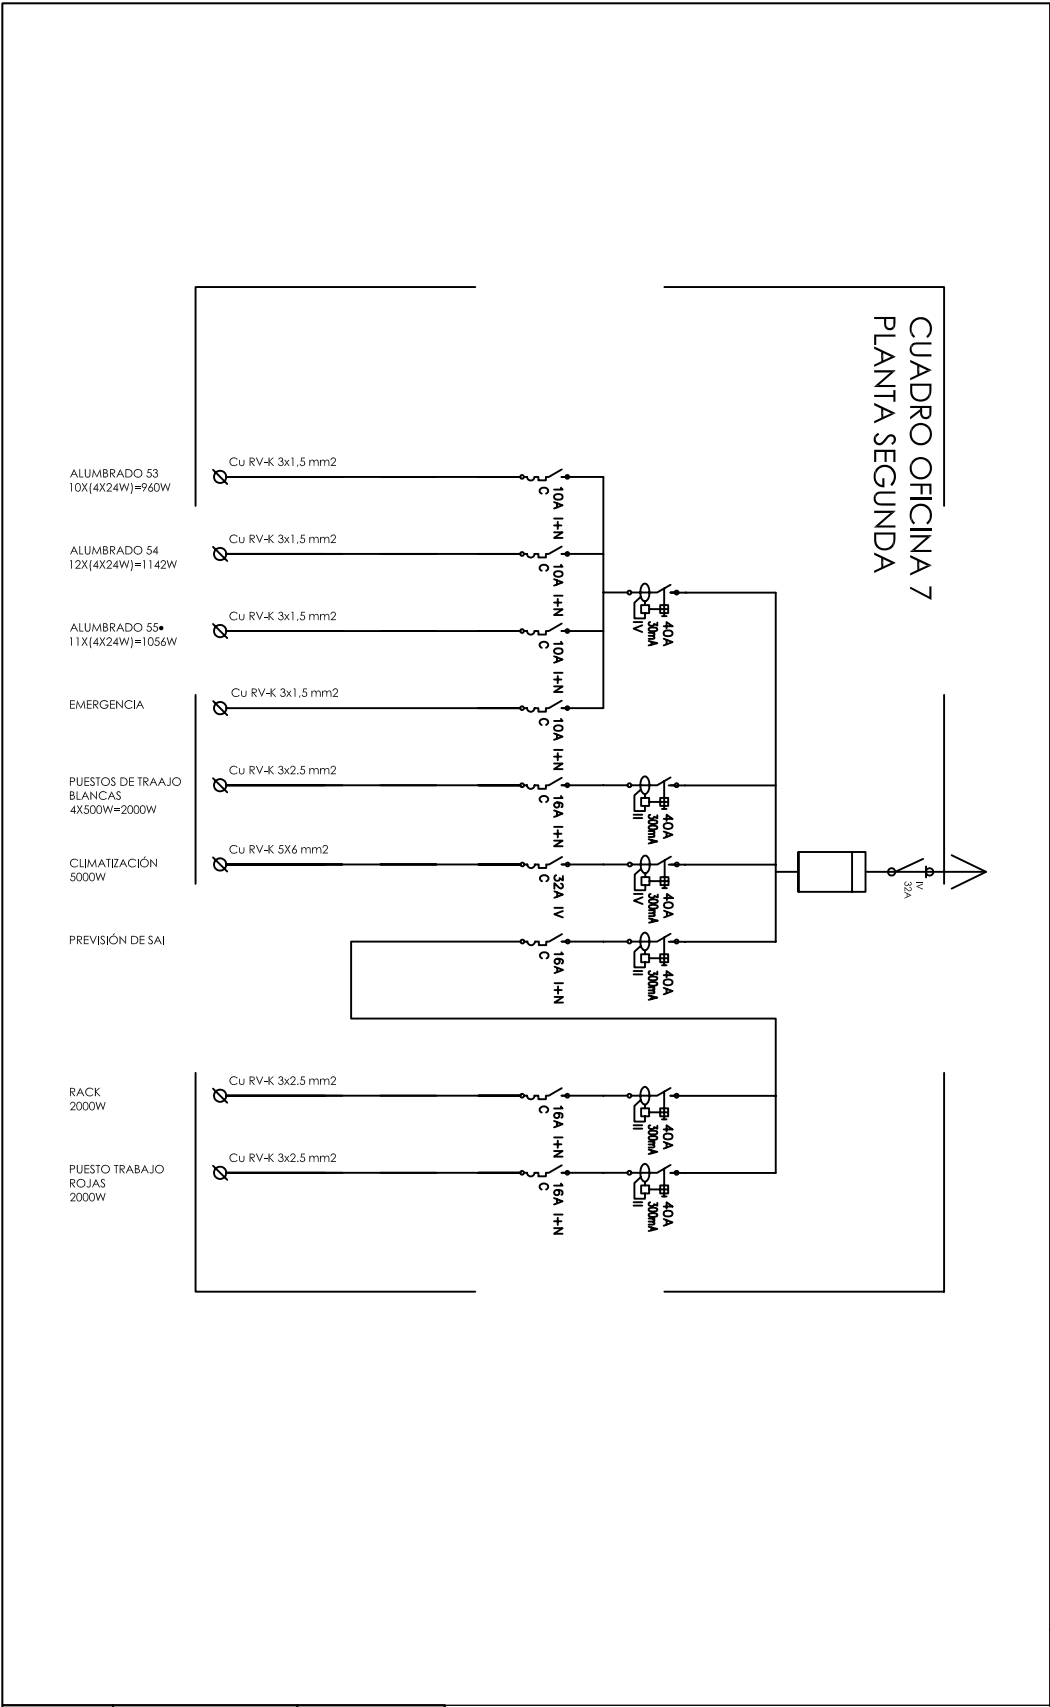 CUADRO OFICINA 7
PLANTA SEGUNDA
IV
32A
ALUMBRADO 53
10X(4X24W)=960W
Cu RV-K 3x1,5 mm2
10A I+N
C
ALUMBRADO 54
12X(4X24W)=1142W
Cu RV-K 3x1,5 mm2
10A I+N
C
40A
30mA
IV
ALUMBRADO 55•
11X(4X24W)=1056W
Cu RV-K 3x1,5 mm2
10A I+N
C
EMERGENCIA
Cu RV-K 3x1,5 mm2
10A I+N
C
PUESTOS DE TRAAJO
BLANCAS
4X500W=2000W
Cu RV-K 3x2.5 mm2
16A I+N
C
40A
300mA
II
CLIMATIZACIÓN
5000W
Cu RV-K 5X6 mm2
32A IV
C
40A
300mA
IV
PREVISIÓN DE SAI
16A I+N
C
40A
300mA
II
RACK
2000W
Cu RV-K 3x2.5 mm2
16A I+N
C
40A
300mA
II
PUESTO TRABAJO
ROJAS
2000W
Cu RV-K 3x2.5 mm2
16A I+N
C
40A
300mA
II